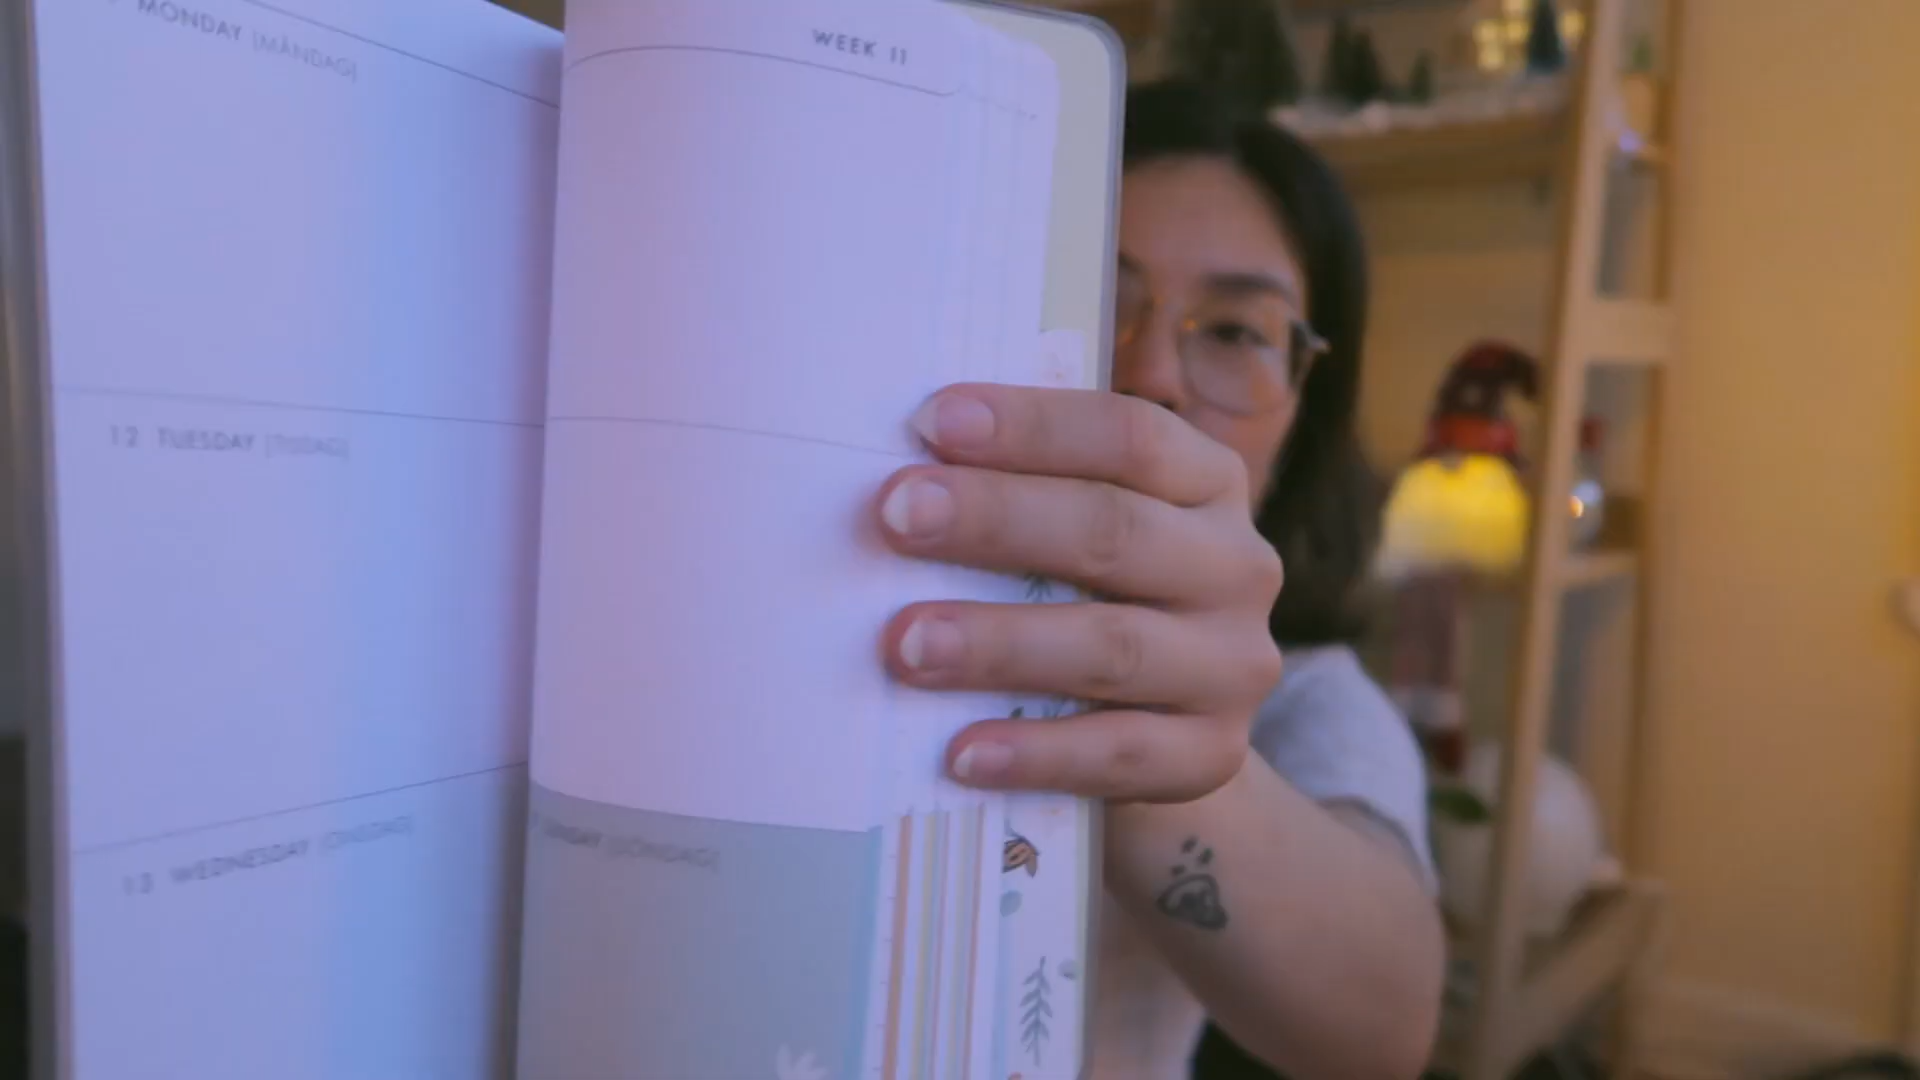 MONDAY [MÅNDAG]
12 TUESDAY [TISDAG]
13 WEDNESDAY [ONSDAG]
WEEK 11
SUNDAY [SÖNDAG]